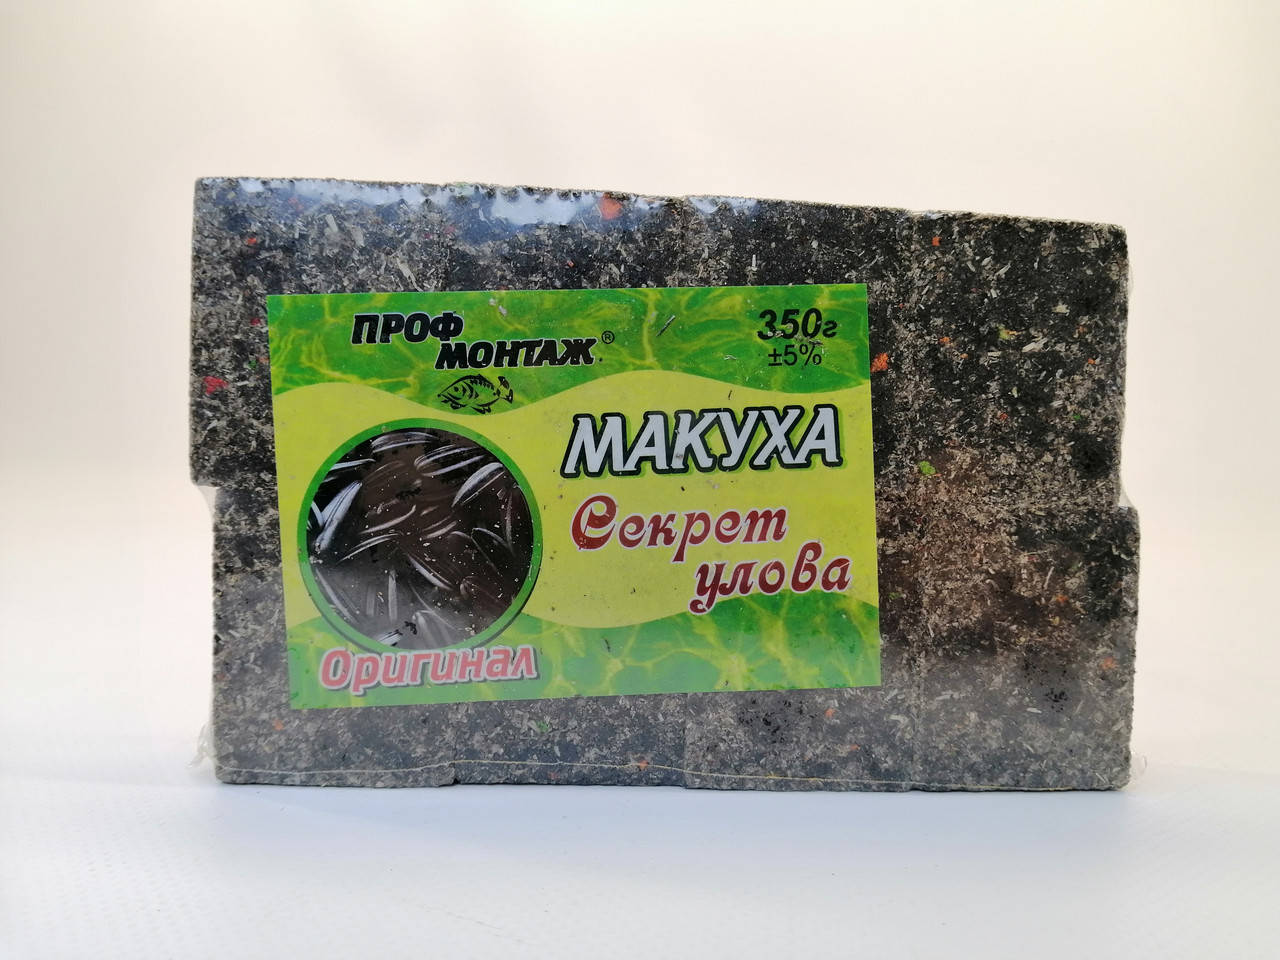 ПРОФ
МОНТАЖ®
350г
±5%
МАКУХА
Секрет
улова
Оригинал